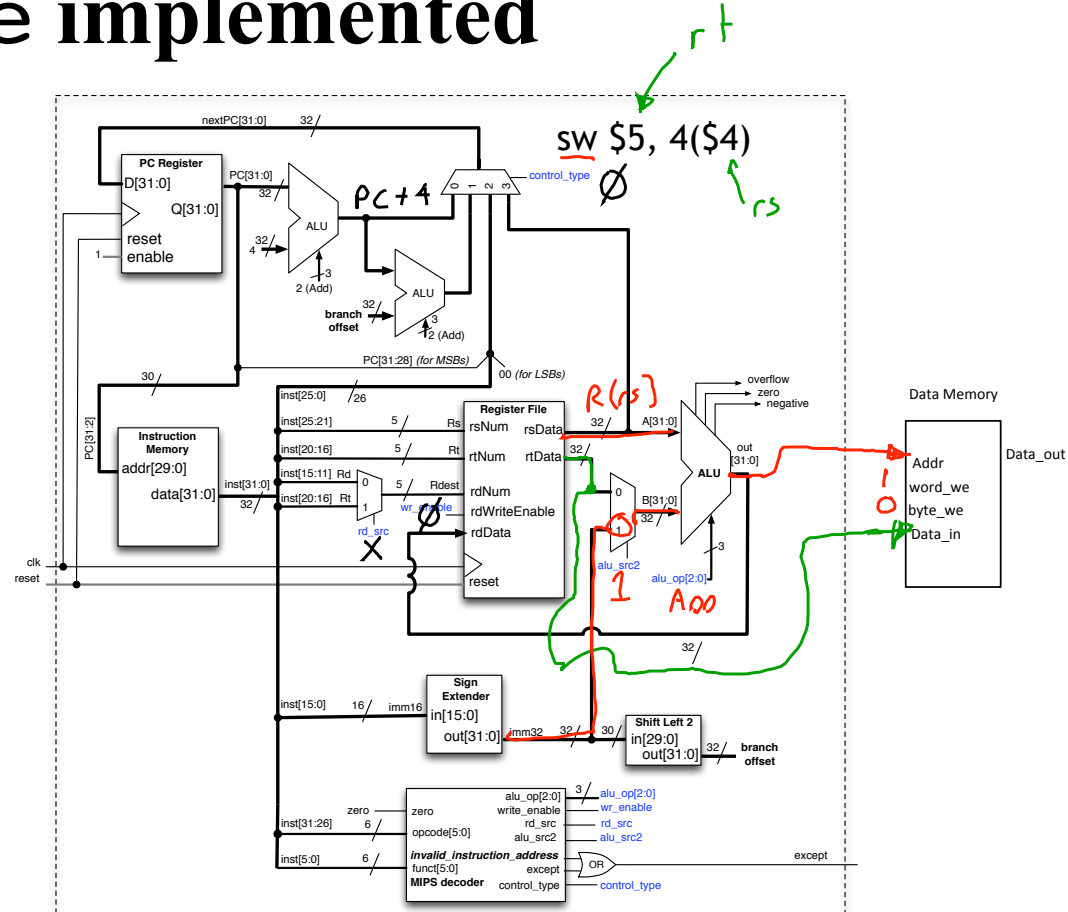 e implemented
rt
nextPC[31:0]
32
sw $5, 4($4)
PC Register
D[31:0]
Q[31:0]
reset
1
enable
PC[31:0]
32
ALU
4
32
3
2 (Add)
PC+4
0
1
2
3
control_type
Ø
rs
ALU
branch
offset
32
3
2 (Add)
PC[31:28] (for MSBs)
00 (for LSBs)
30
PC[31:2]
inst[25:0]
26
R(rs)
overflow
zero
negative
Instruction
Memory
addr[29:0]
data[31:0]
inst[31:0]
32
inst[25:21]
5
Rs
inst[20:16]
5
Rt
inst[15:11]
Rd
0
inst[20:16]
Rt
1
5
Rdest
rd_src
X
wr_enable
Ø
Register File
rsNum
rsData
rtNum
rtData
rdNum
rdWriteEnable
rdData
reset
32
32
0
1
alu_src2
1
A[31:0]
B[31:0]
32
ALU
out
[31:0]
3
alu_op[2:0]
ADD
Data Memory
Addr
word_we
byte_we
Data_in
Data_out
1
0
clk
reset
32
Sign
Extender
inst[15:0]
16
imm16
in[15:0]
out[31:0]
imm32
32
30
Shift Left 2
in[29:0]
out[31:0]
32
branch
offset
zero
zero
inst[31:26]
6
opcode[5:0]
inst[5:0]
6
funct[5:0]
MIPS decoder
alu_op[2:0]
3
alu_op[2:0]
write_enable
wr_enable
rd_src
rd_src
alu_src2
alu_src2
invalid_instruction_address
except
OR
except
control_type
control_type